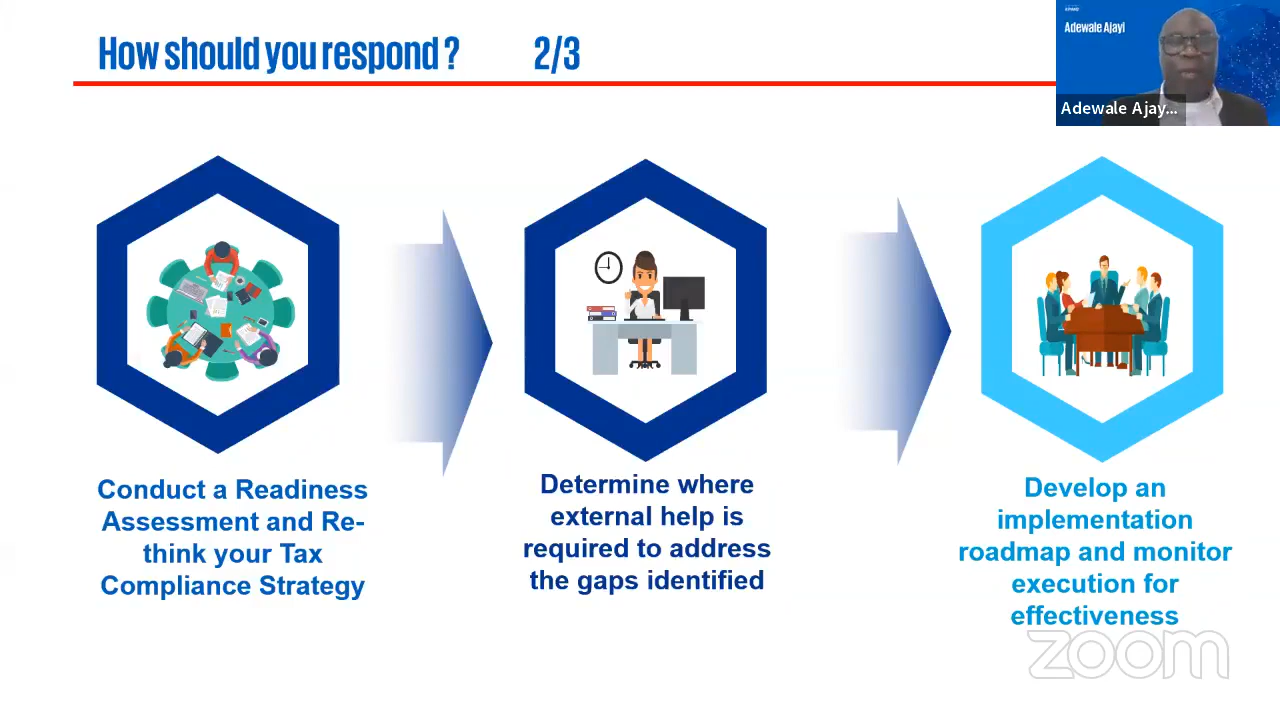 How should you respond ? 2/3
KPMG
Adewale Ajayi
Adewale Ajay...
Conduct a Readiness
Assessment and Re-
think your Tax
Compliance Strategy
Determine where
external help is
required to address
the gaps identified
Develop an
implementation
roadmap and monitor
execution for
effectiveness
zoom